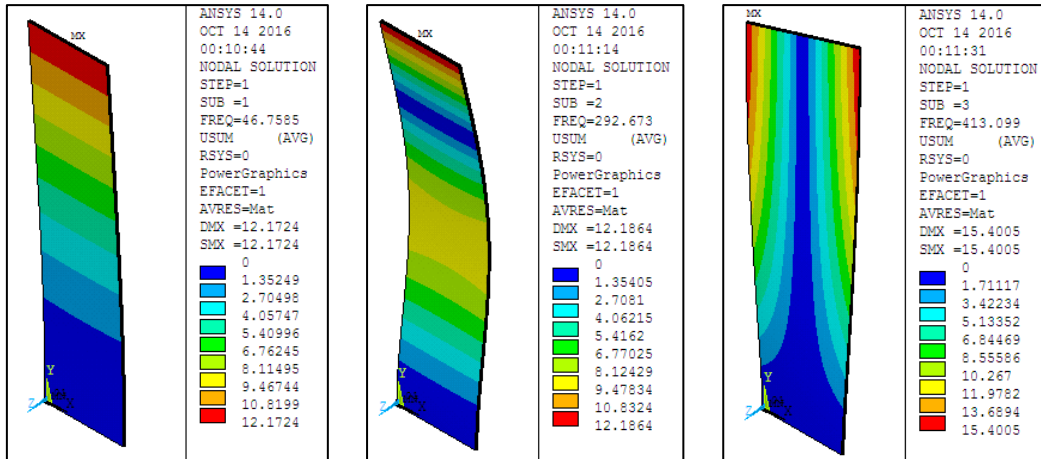 MX
Y
Z
X
ANSYS 14.0
OCT 14 2016
00:10:44
NODAL SOLUTION
STEP=1
SUB =1
FREQ=46.7585
USUM (AVG)
RSYS=0
PowerGraphics
EFACET=1
AVRES=Mat
DMX =12.1724
SMX =12.1724
0
1.35249
2.70498
4.05747
5.40996
6.76245
8.11495
9.46744
10.8199
12.1724
MX
Y
Z
X
ANSYS 14.0
OCT 14 2016
00:11:14
NODAL SOLUTION
STEP=1
SUB =2
FREQ=292.673
USUM (AVG)
RSYS=0
PowerGraphics
EFACET=1
AVRES=Mat
DMX =12.1864
SMX =12.1864
0
1.35405
2.7081
4.06215
5.4162
6.77025
8.12429
9.47834
10.8324
12.1864
MX
Y
Z
X
ANSYS 14.0
OCT 14 2016
00:11:31
NODAL SOLUTION
STEP=1
SUB =3
FREQ=413.099
USUM (AVG)
RSYS=0
PowerGraphics
EFACET=1
AVRES=Mat
DMX =15.4005
SMX =15.4005
0
1.71117
3.42234
5.13352
6.84469
8.55586
10.267
11.9782
13.6894
15.4005